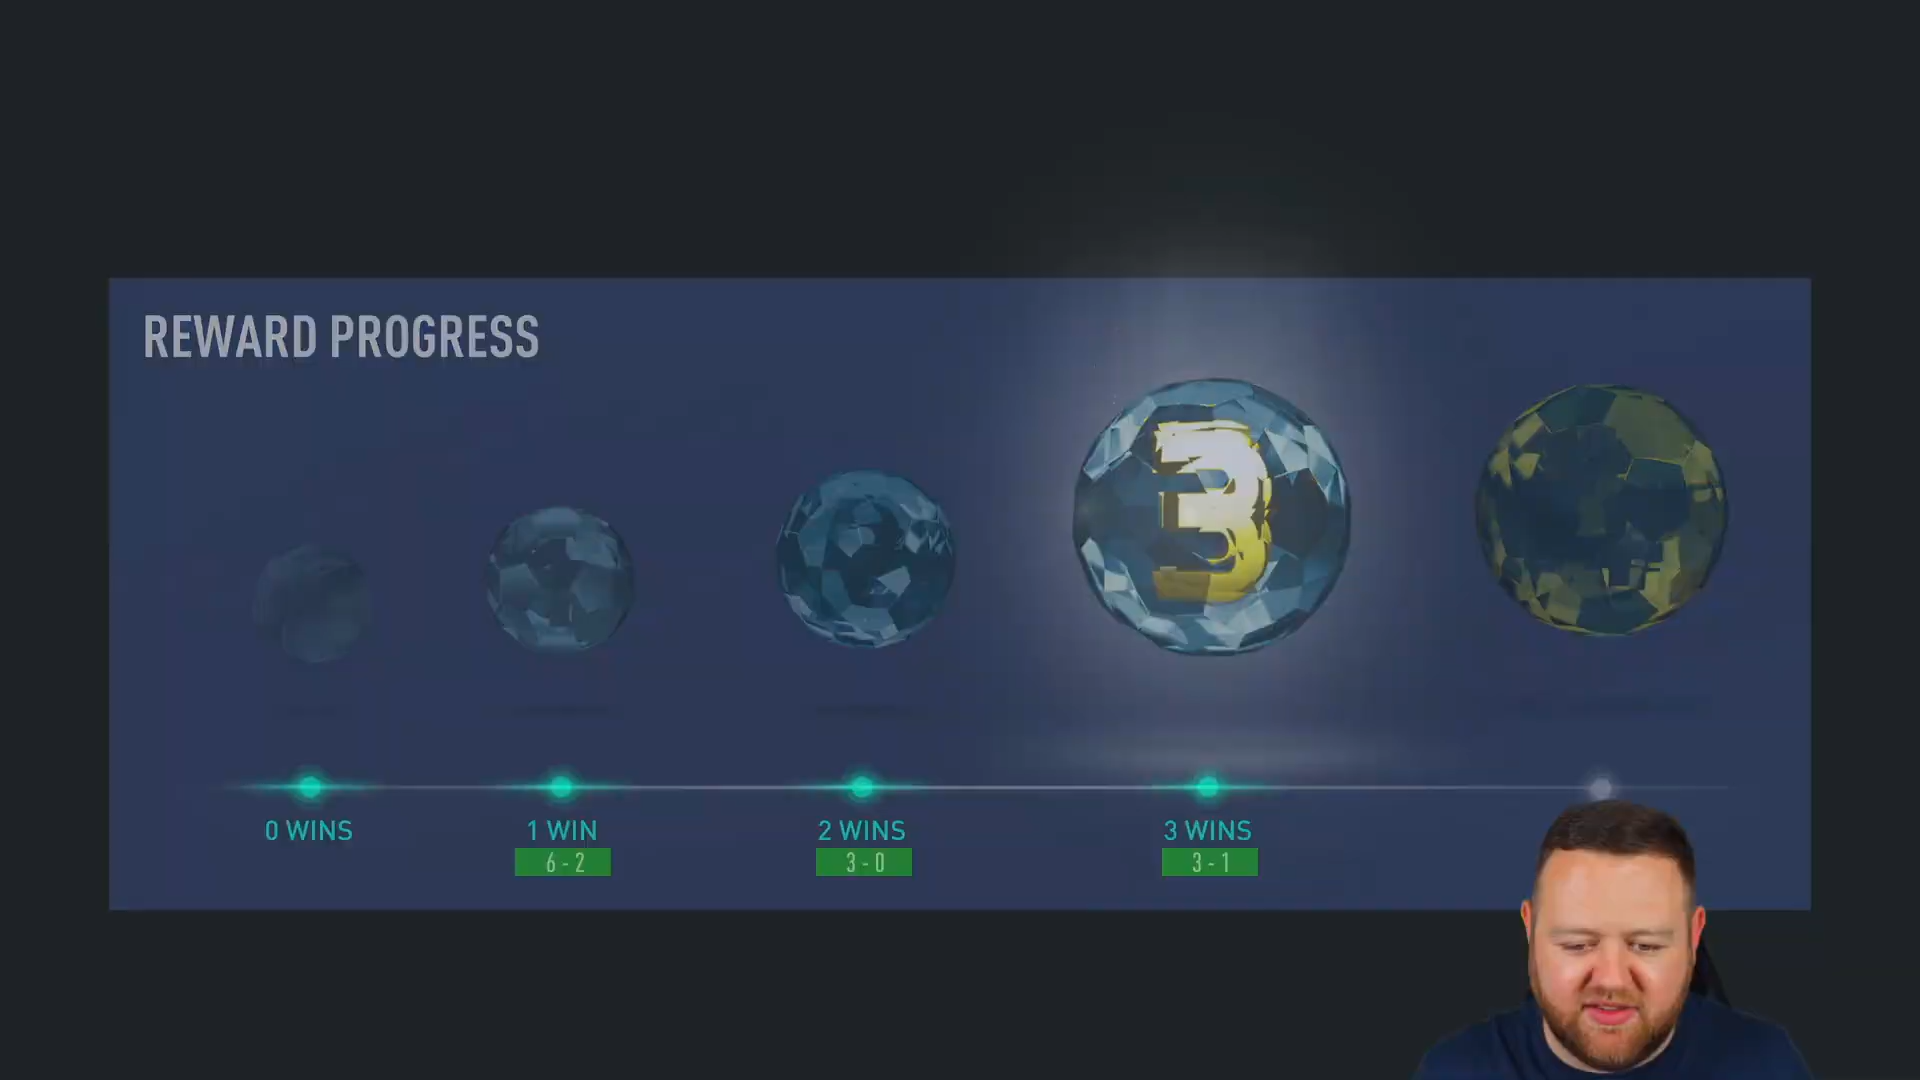 REWARD PROGRESS
3
0 WINS
1 WIN
2 WINS
3 WINS
6 - 2
3 - 0
3 - 1